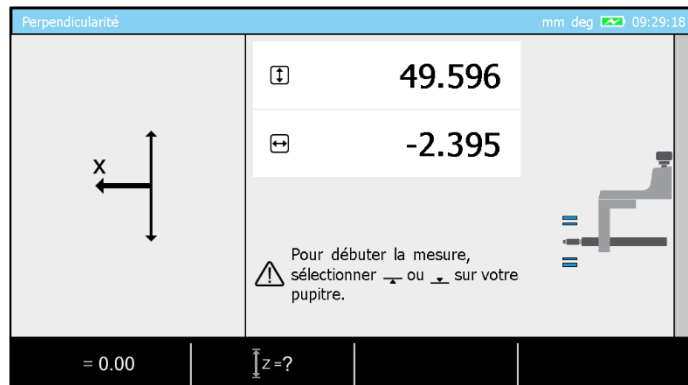 Perpendicularité
mm deg 09:29:18
49.596
-2.395
X
Pour débuter la mesure,
sélectionner ou sur votre
pupitre.
= 0.00
z =?